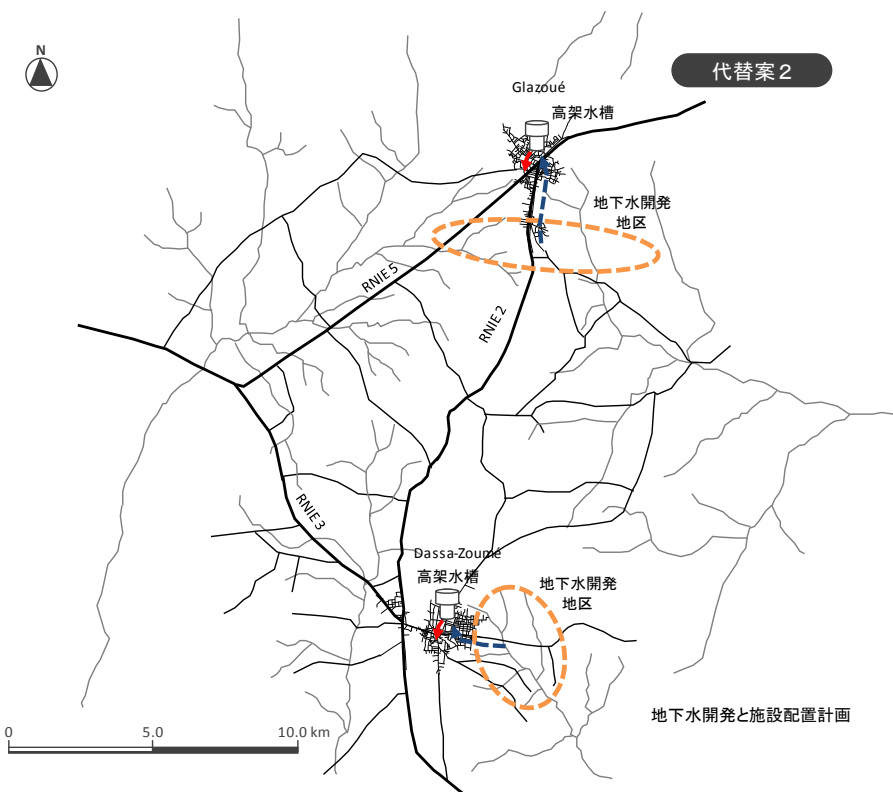 N
代替案２
Glazoué
高架水槽
地下水開発
地区
RNIE 5
RNIE 2
RNIE 3
Dassa-Zoumé
高架水槽
地下水開発
地区
地下水開発と施設配置計画
0 5.0 10.0 km